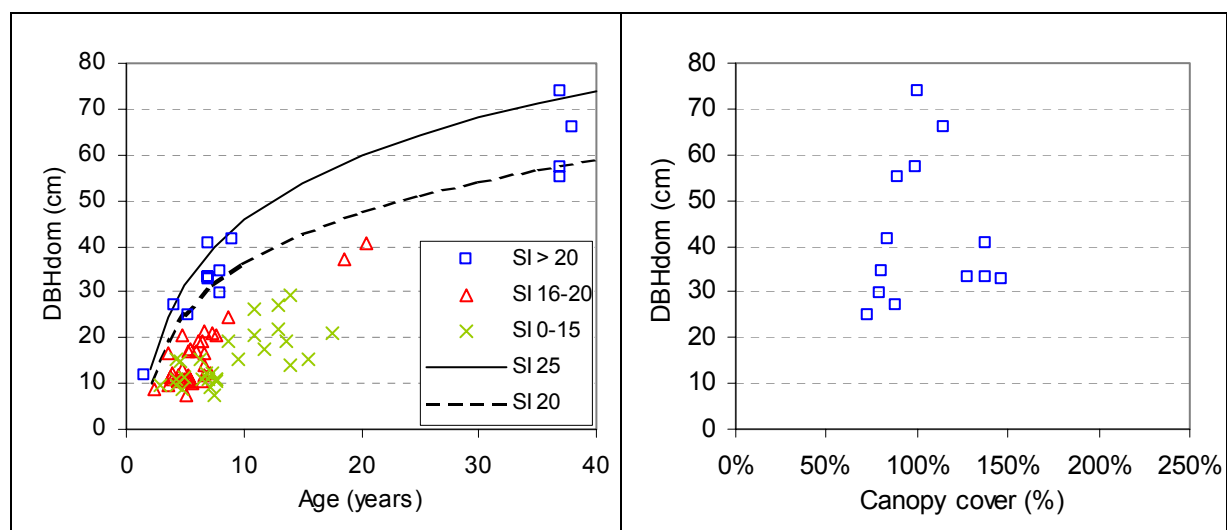 80
70
60
50
40
30
20
10
0
DBHdom (cm)
0 10 20 30 40
Age (years)
SI > 20
SI 16-20
SI 0-15
SI 25
SI 20
80
70
60
50
40
30
20
10
0
DBHdom (cm)
0% 50% 100% 150% 200% 250%
Canopy cover (%)